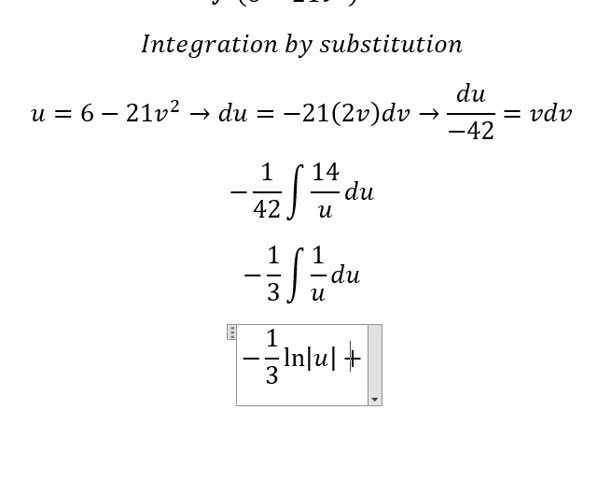 Integration by substitution
u = 6 − 21v² → du = −21(2v)dv → du/−42 = vdv
−1/42 ∫ 14/u du
−1/3 ∫ 1/u du
−1/3 ln|u| +